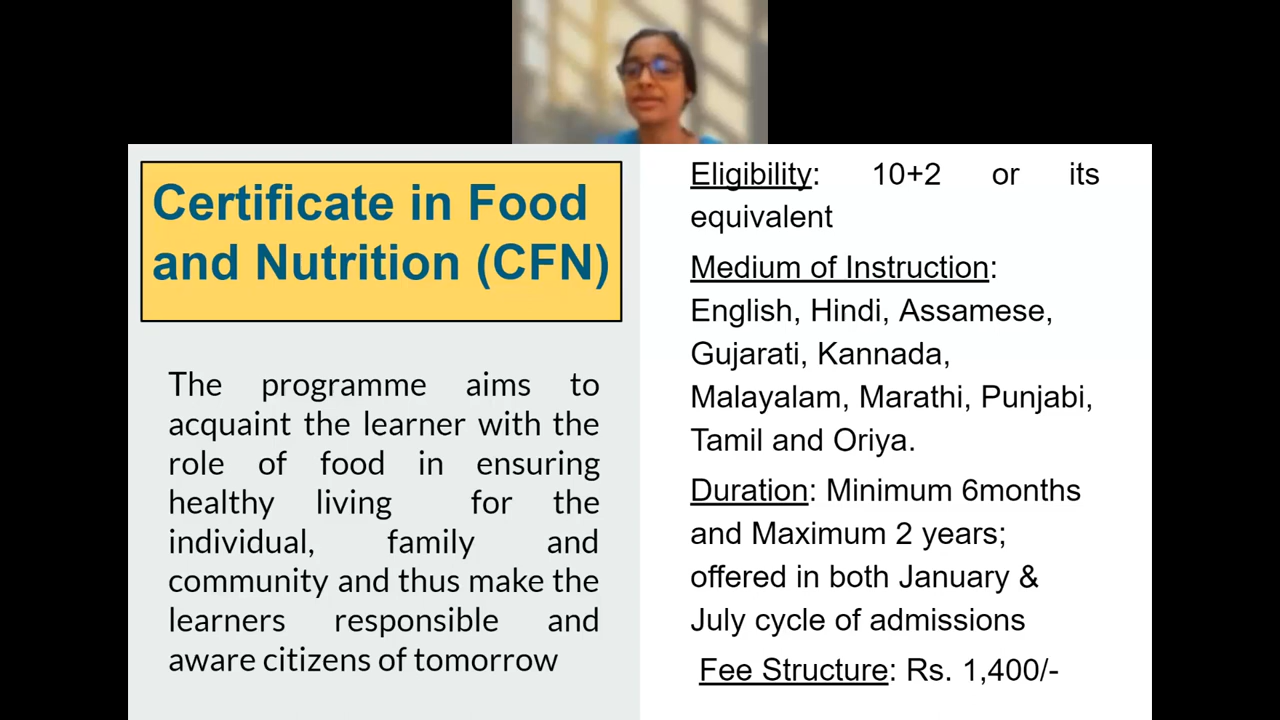 Certificate in Food
and Nutrition (CFN)
The programme aims to
acquaint the learner with the
role of food in ensuring
healthy living for the
individual, family and
community and thus make the
learners responsible and
aware citizens of tomorrow
Eligibility: 10+2 or its
equivalent
Medium of Instruction:
English, Hindi, Assamese,
Gujarati, Kannada,
Malayalam, Marathi, Punjabi,
Tamil and Oriya.
Duration: Minimum 6months
and Maximum 2 years;
offered in both January &
July cycle of admissions
Fee Structure: Rs. 1,400/-